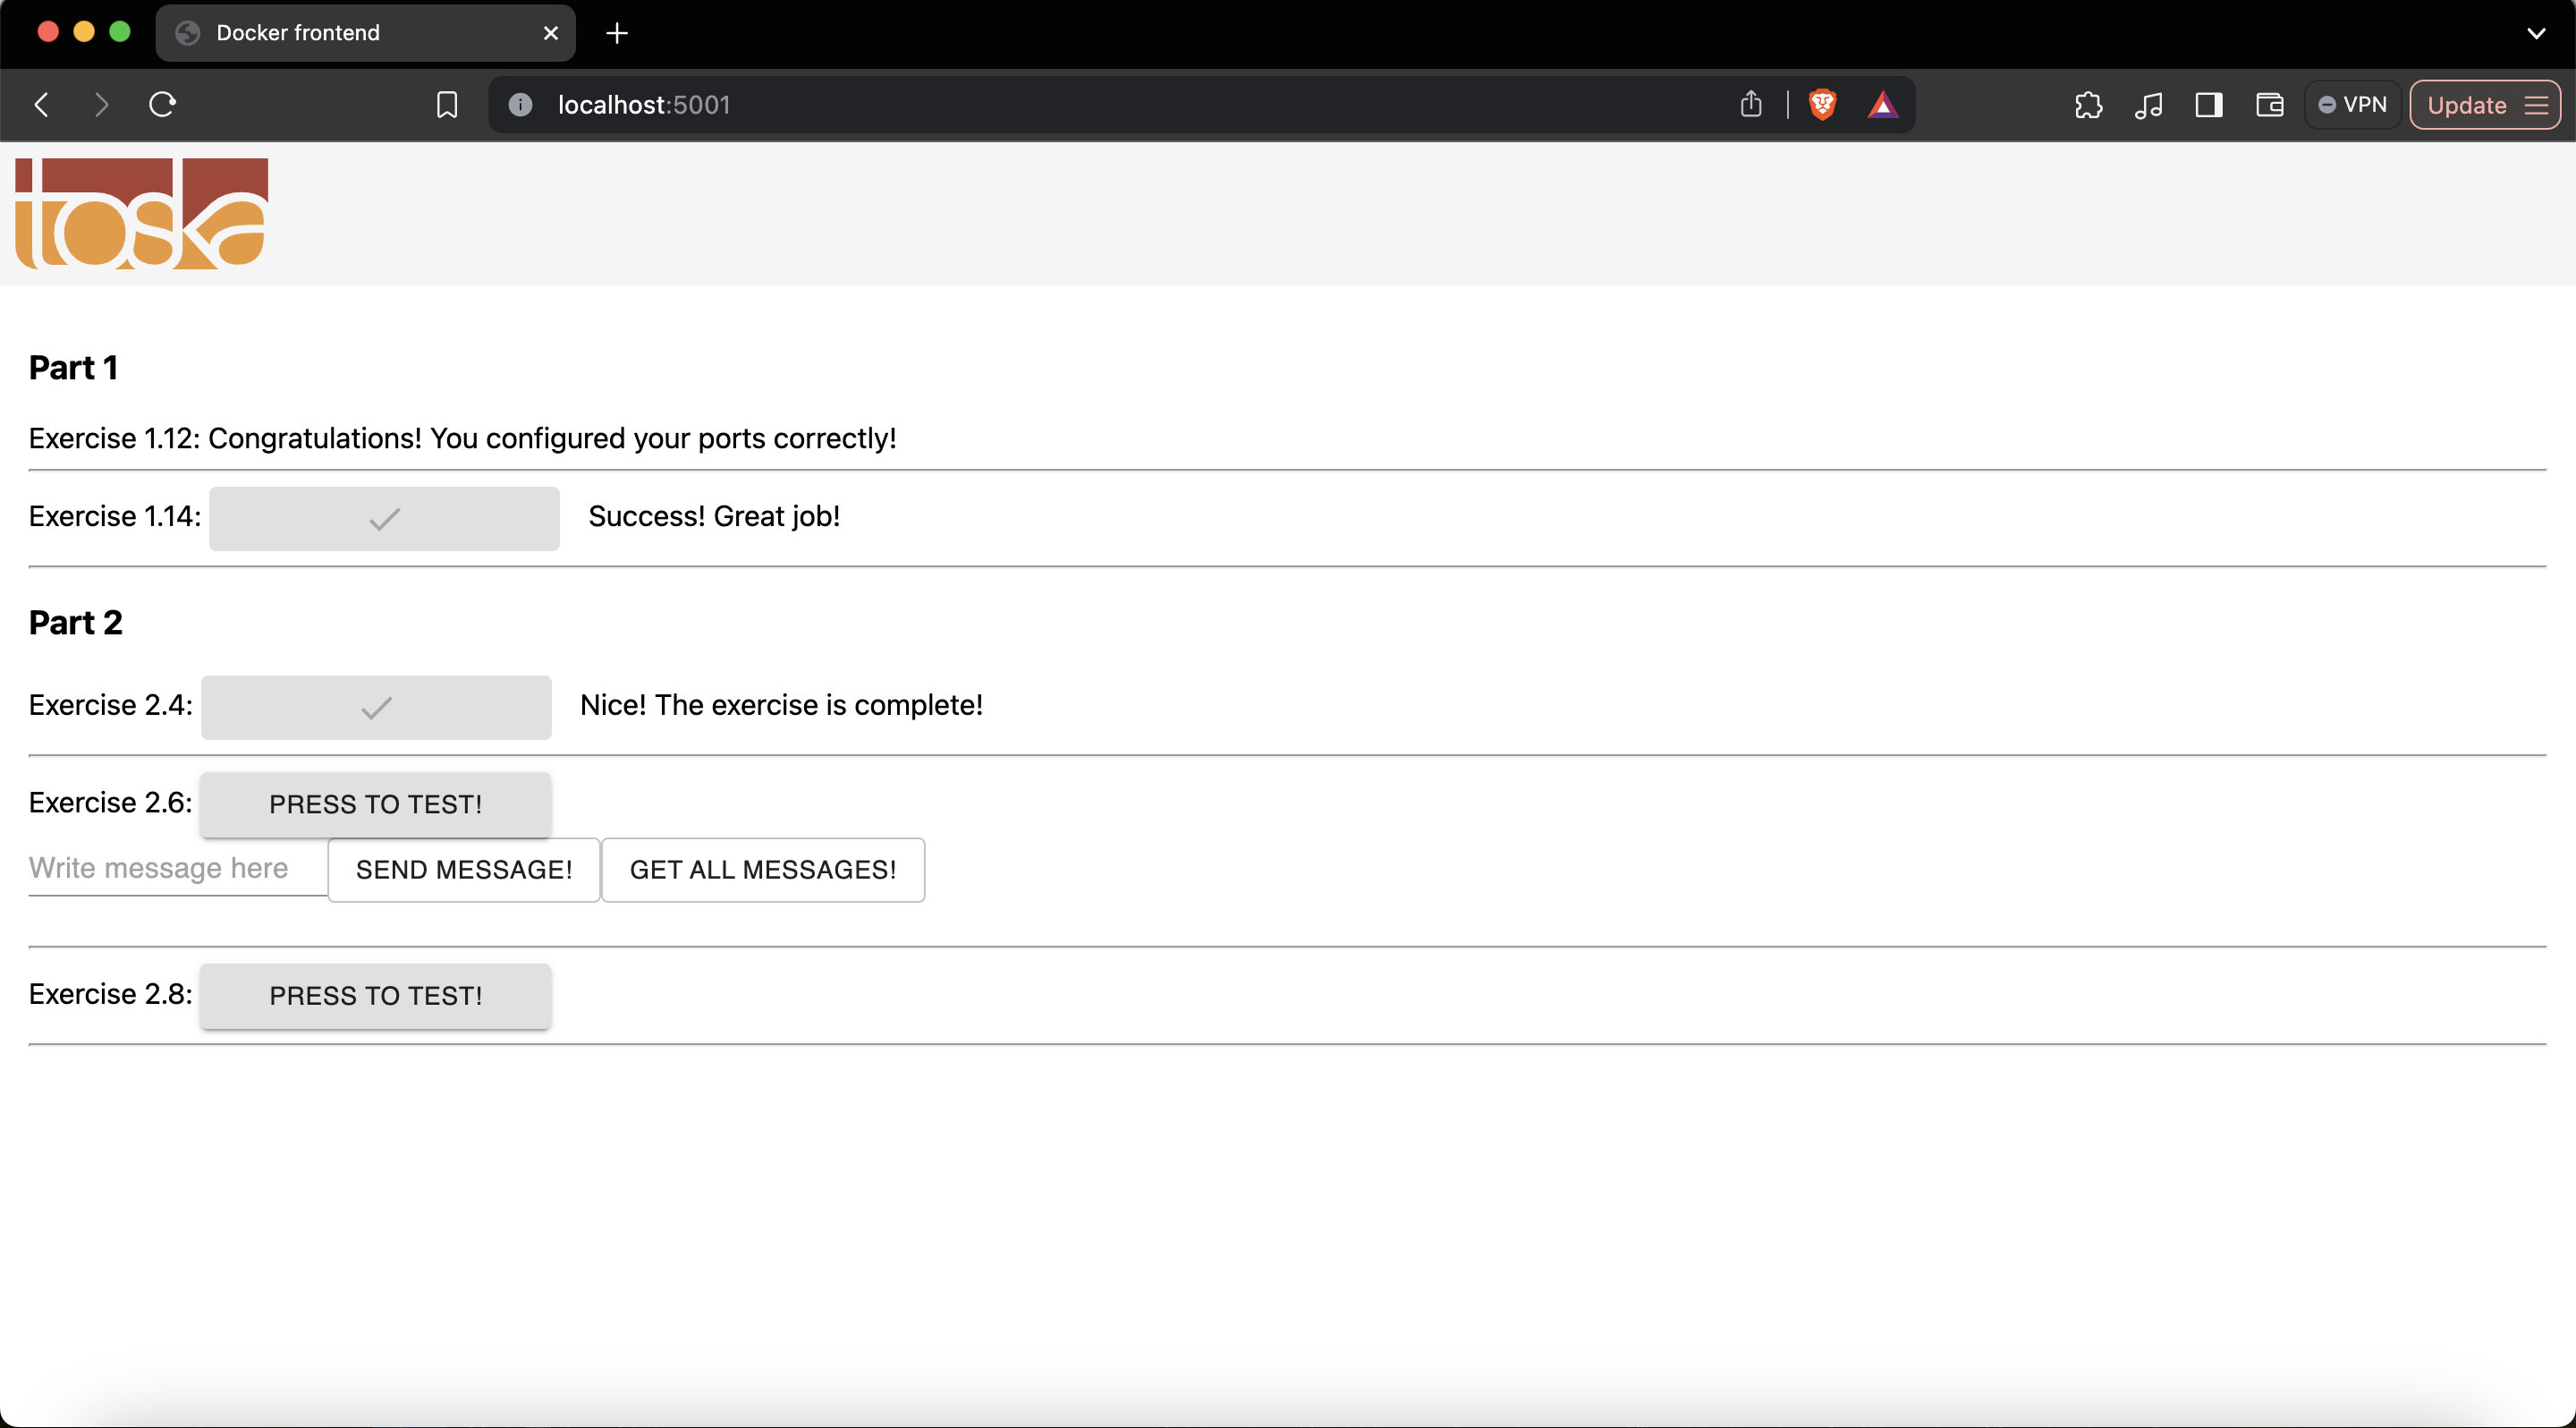 Docker frontend
localhost:5001
VPN
Update
toska
Part 1
Exercise 1.12: Congratulations! You configured your ports correctly!
Exercise 1.14: Success! Great job!
Part 2
Exercise 2.4: Nice! The exercise is complete!
Exercise 2.6: PRESS TO TEST!
Write message here SEND MESSAGE! GET ALL MESSAGES!
Exercise 2.8: PRESS TO TEST!